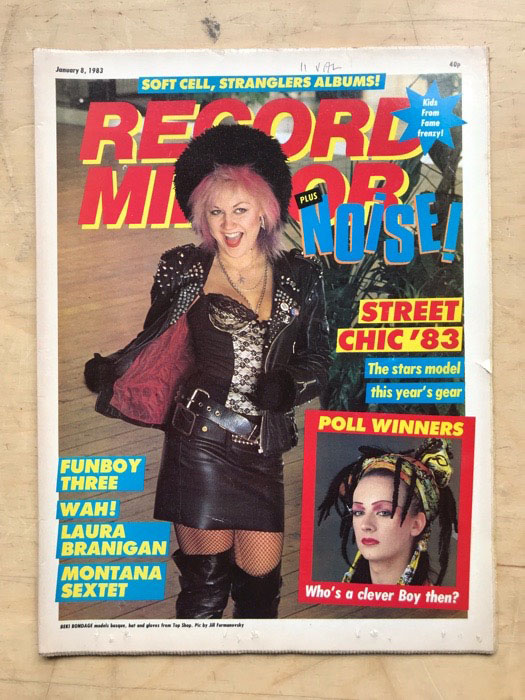 January 8, 1983
11 VAL
40p
SOFT CELL, STRANGLERS ALBUMS!
RECORD
MIRROR
Kids
From
Fame
frenzy!
PLUS
NOISE!
STREET
CHIC '83
The stars model
this year's gear
POLL WINNERS
Who's a clever Boy then?
FUNBOY
THREE
WAH!
LAURA
BRANIGAN
MONTANA
SEXTET
BEKI BONDAGE models basque, hat and gloves from Top Shop. Pic by Jill Furmanovsky